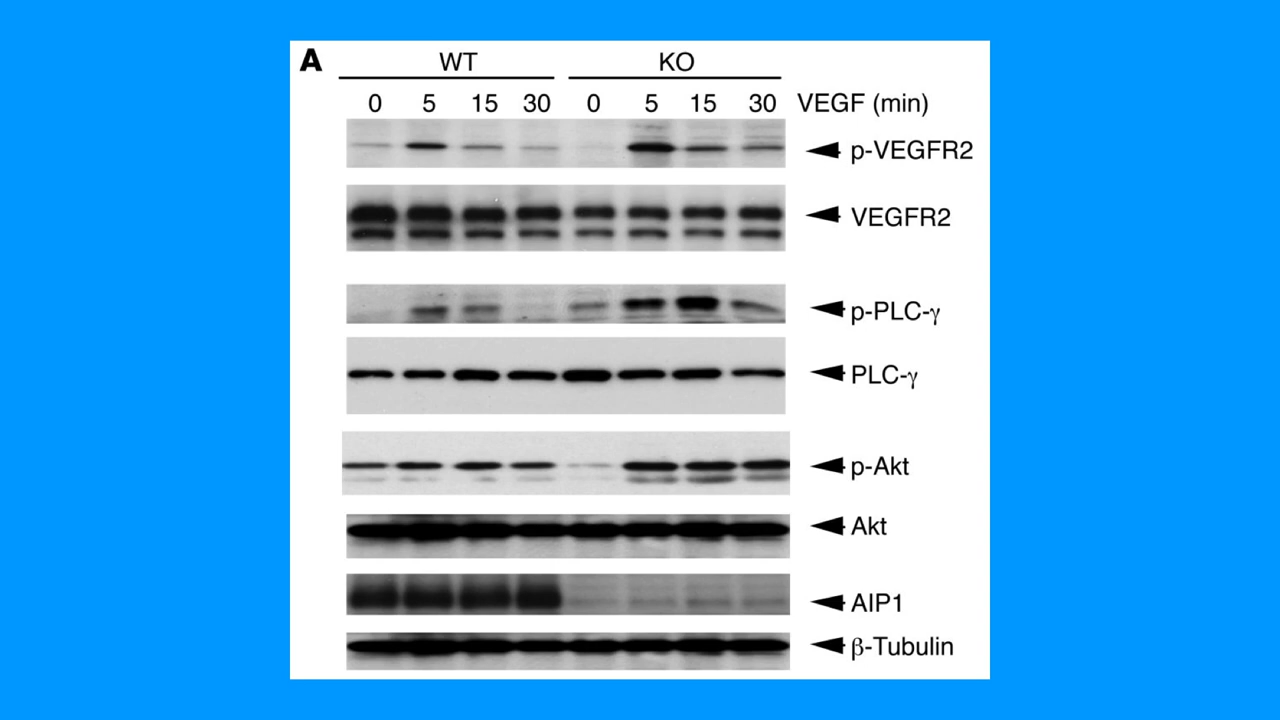 A
WT KO
0 5 15 30 0 5 15 30 VEGF (min)
p-VEGFR2
VEGFR2
p-PLC-γ
PLC-γ
p-Akt
Akt
AIP1
β-Tubulin